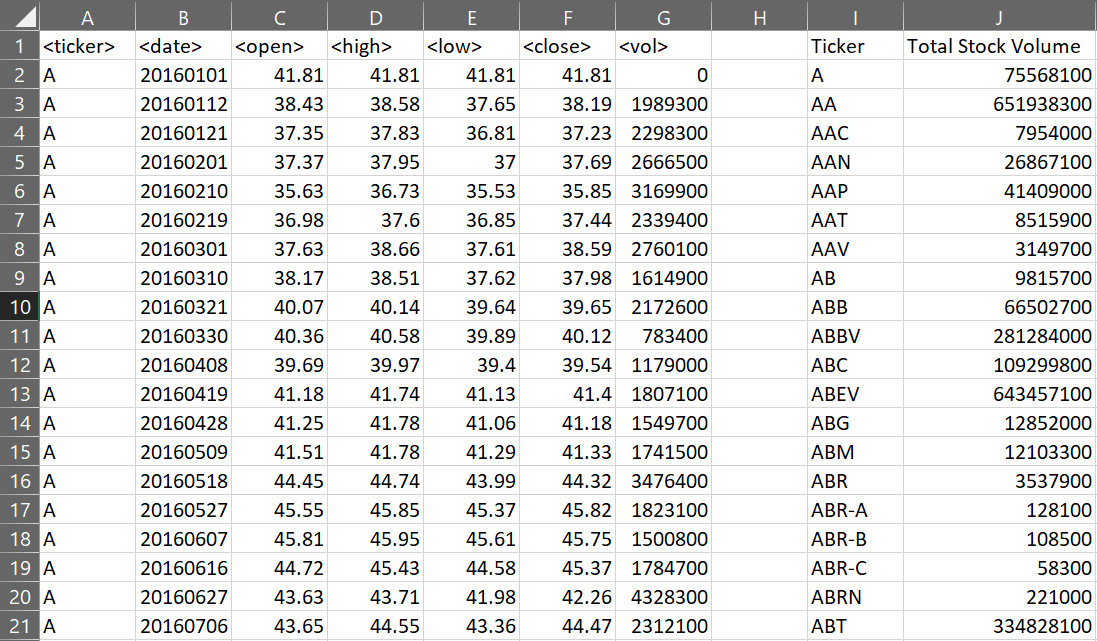 A B C D E F G H I J
1 <ticker> <date> <open> <high> <low> <close> <vol> Ticker Total Stock Volume
2 A 20160101 41.81 41.81 41.81 41.81 0 A 75568100
3 A 20160112 38.43 38.58 37.65 38.19 1989300 AA 651938300
4 A 20160121 37.35 37.83 36.81 37.23 2298300 AAC 7954000
5 A 20160201 37.37 37.95 37 37.69 2666500 AAN 26867100
6 A 20160210 35.63 36.73 35.53 35.85 3169900 AAP 41409000
7 A 20160219 36.98 37.6 36.85 37.44 2339400 AAT 8515900
8 A 20160301 37.63 38.66 37.61 38.59 2760100 AAV 3149700
9 A 20160310 38.17 38.51 37.62 37.98 1614900 AB 9815700
10 A 20160321 40.07 40.14 39.64 39.65 2172600 ABB 66502700
11 A 20160330 40.36 40.58 39.89 40.12 783400 ABBV 281284000
12 A 20160408 39.69 39.97 39.4 39.54 1179000 ABC 109299800
13 A 20160419 41.18 41.74 41.13 41.4 1807100 ABEV 643457100
14 A 20160428 41.25 41.78 41.06 41.18 1549700 ABG 12852000
15 A 20160509 41.51 41.78 41.29 41.33 1741500 ABM 12103300
16 A 20160518 44.45 44.74 43.99 44.32 3476400 ABR 3537900
17 A 20160527 45.55 45.85 45.37 45.82 1823100 ABR-A 128100
18 A 20160607 45.81 45.95 45.61 45.75 1500800 ABR-B 108500
19 A 20160616 44.72 45.43 44.58 45.37 1784700 ABR-C 58300
20 A 20160627 43.63 43.71 41.98 42.26 4328300 ABRN 221000
21 A 20160706 43.65 44.55 43.36 44.47 2312100 ABT 334828100